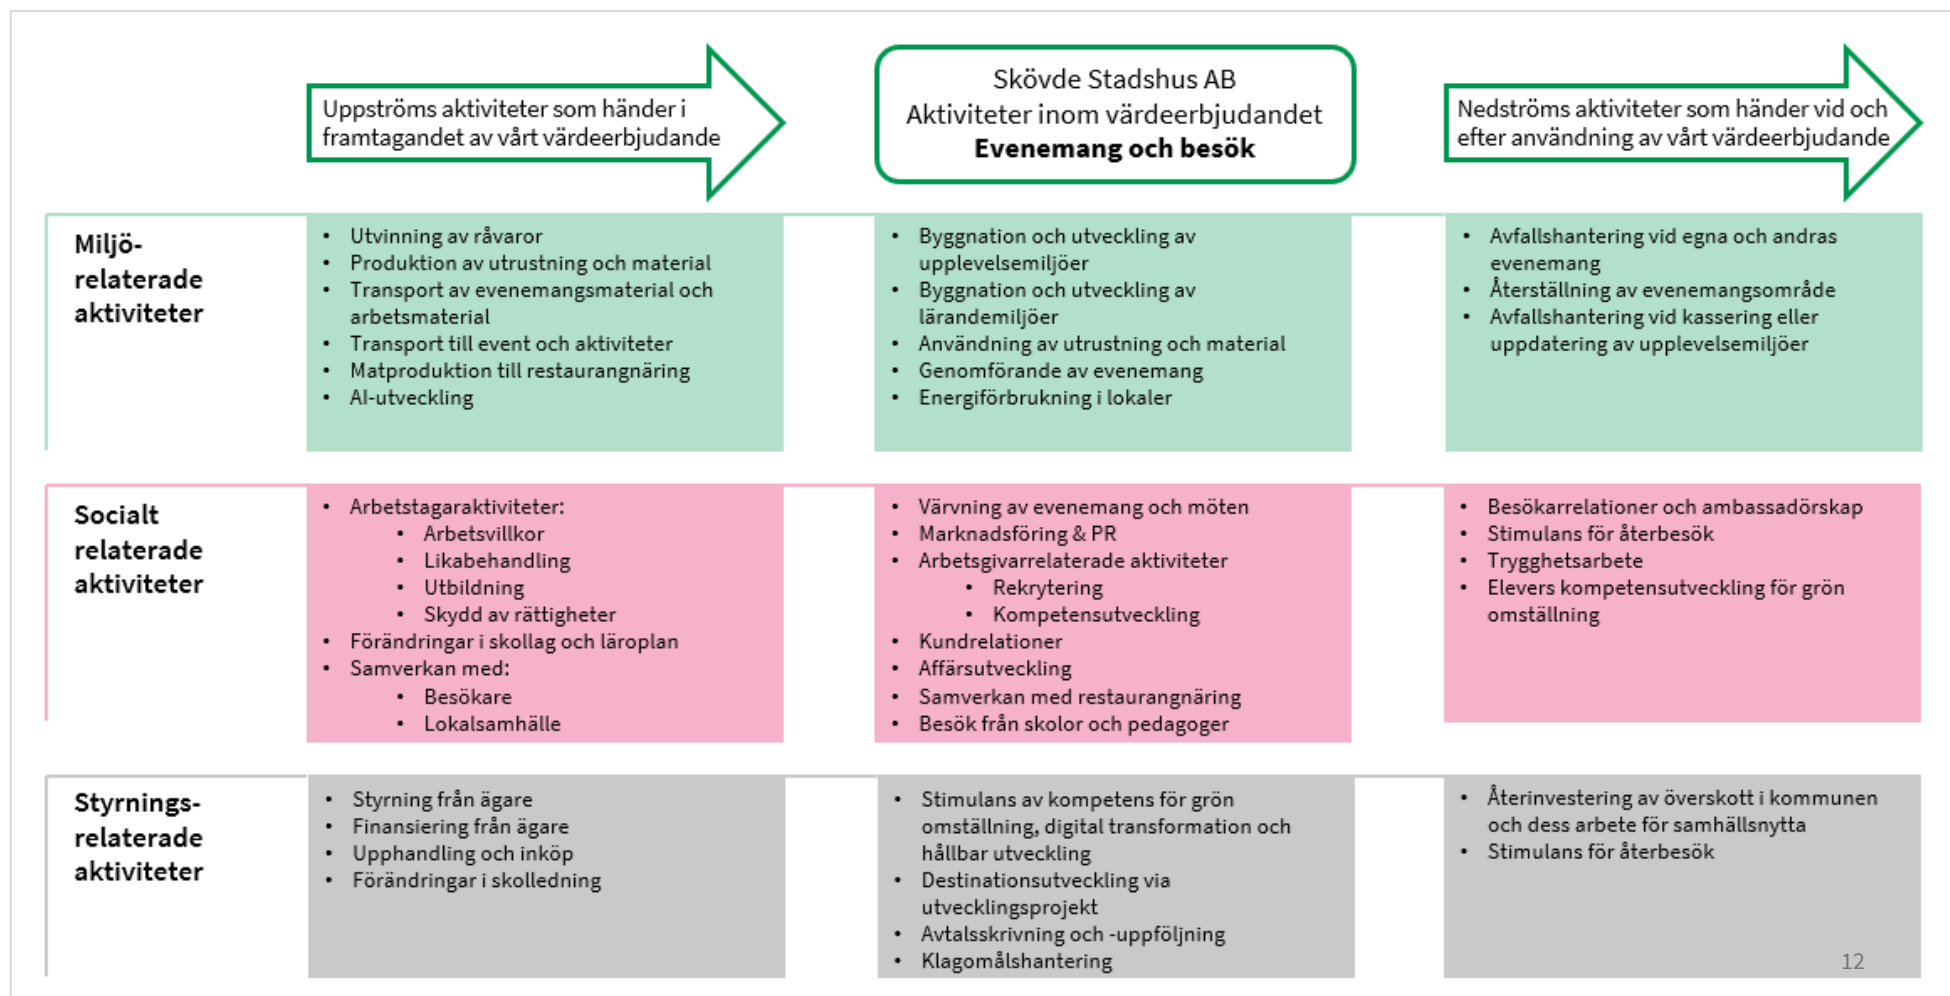 Uppströms aktiviteter som händer i
framtagandet av vårt värdeerbjudande
Skövde Stadshus AB
Aktiviteter inom värdeerbjudandet
Evenemang och besök
Nedströms aktiviteter som händer vid och
efter användning av vårt värdeerbjudande
Miljö-
relaterade
aktiviteter
• Utvinning av råvaror
• Produktion av utrustning och material
• Transport av evenemangsmaterial och
arbetsmaterial
• Transport till event och aktiviteter
• Matproduktion till restaurangnäring
• AI-utveckling
• Byggnation och utveckling av
upplevelsemiljöer
• Byggnation och utveckling av
lärandemiljöer
• Användning av utrustning och material
• Genomförande av evenemang
• Energiförbrukning i lokaler
• Avfallshantering vid egna och andras
evenemang
• Återställning av evenemangsområde
• Avfallshantering vid kassering eller
uppdatering av upplevelsemiljöer
Socialt
relaterade
aktiviteter
• Arbetstagaraktiviteter:
• Arbetsvillkor
• Likabehandling
• Utbildning
• Skydd av rättigheter
• Förändringar i skollag och läroplan
• Samverkan med:
• Besökare
• Lokalsamhälle
• Värvning av evenemang och möten
• Marknadsföring & PR
• Arbetsgivarrelaterade aktiviteter
• Rekrytering
• Kompetensutveckling
• Kundrelationer
• Affärsutveckling
• Samverkan med restaurangnäring
• Besök från skolor och pedagoger
• Besökarrelationer och ambassadörskap
• Stimulans för återbesök
• Trygghetsarbete
• Elevers kompetensutveckling för grön
omställning
Styrnings-
relaterade
aktiviteter
• Styrning från ägare
• Finansiering från ägare
• Upphandling och inköp
• Förändringar i skolledning
• Stimulans av kompetens för grön
omställning, digital transformation och
hållbar utveckling
• Destinationsutveckling via
utvecklingsprojekt
• Avtalsskrivning och -uppföljning
• Klagomålshantering
• Återinvestering av överskott i kommunen
och dess arbete för samhällsnytta
• Stimulans för återbesök
12